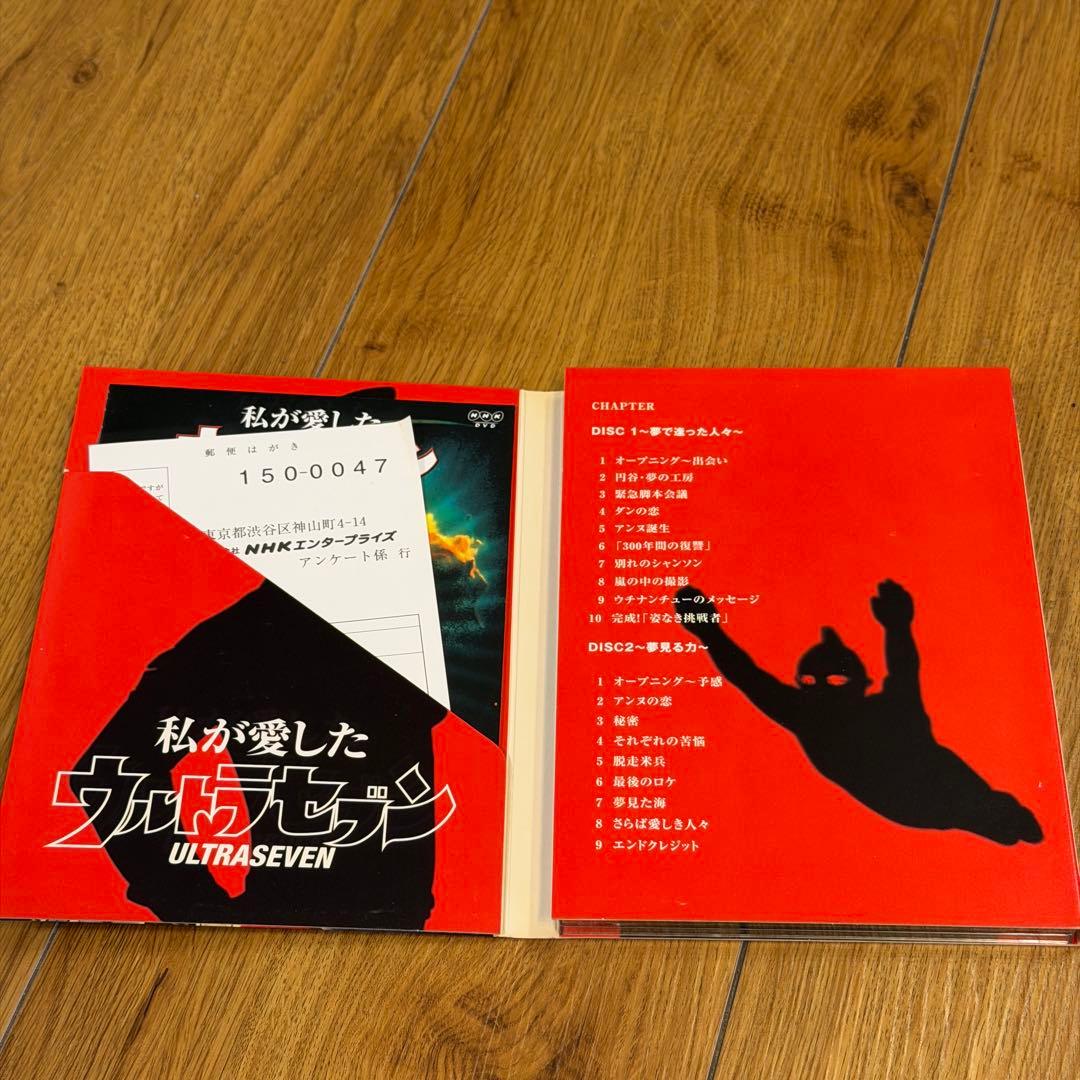 私が愛した
NHK
DVD
郵便はがき
150-0047
東京都渋谷区神山町4-14
社 NHKエンタープライズ
アンケート係 行
ですが
私が愛した
ウルトラセブン
ULTRASEVEN
CHAPTER
DISC 1〜夢で逢った人々〜
1 オープニング〜出会い
2 円谷・夢の工房
3 緊急脚本会議
4 ダンの恋
5 アンヌ誕生
6 「300年間の復讐」
7 別れのシャンソン
8 嵐の中の撮影
9 ウチナンチューのメッセージ
10 完成!「姿なき挑戦者」
DISC2〜夢見る力〜
1 オープニング〜予感
2 アンヌの恋
3 秘密
4 それぞれの苦悩
5 脱走米兵
6 最後のロケ
7 夢見た海
8 さらば愛しき人々
9 エンドクレジット